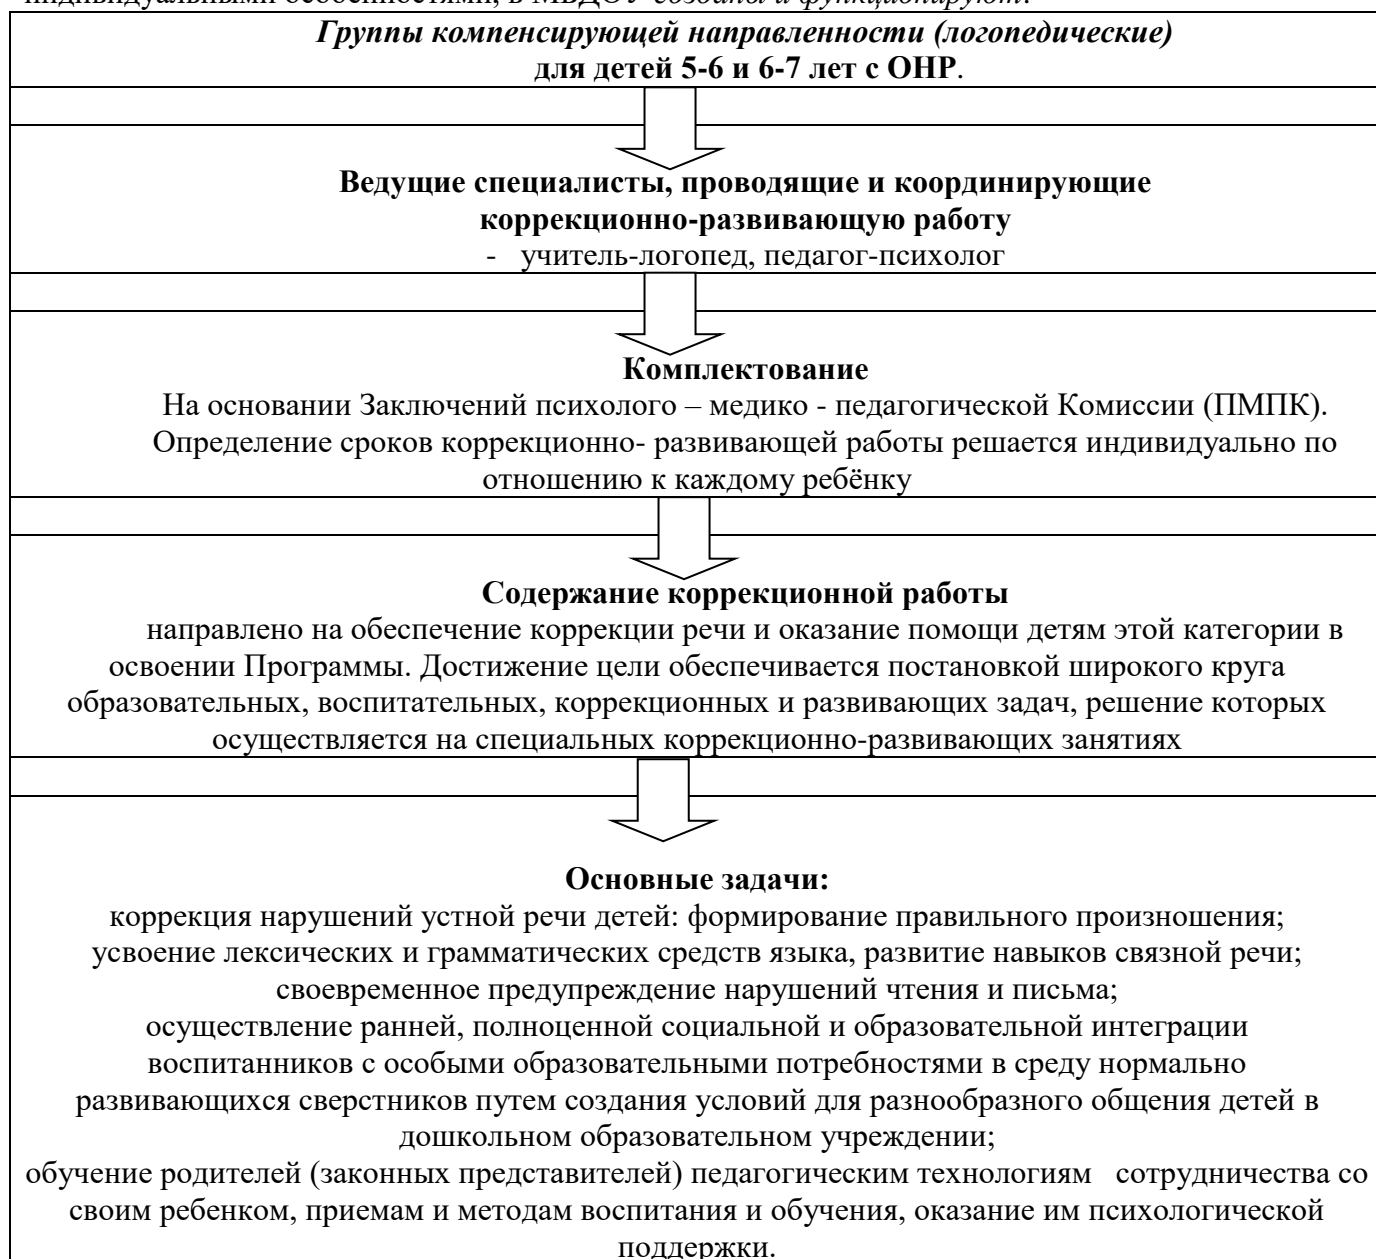 индивидуальными особенностями, в МБДОУ созданы и функционируют:
Группы компенсирующей направленности (логопедические)
для детей 5-6 и 6-7 лет с ОНР.
Ведущие специалисты, проводящие и координирующие
коррекционно-развивающую работу
- учитель-логопед, педагог-психолог
Комплектование
На основании Заключений психолого – медико - педагогической Комиссии (ПМПК).
Определение сроков коррекционно- развивающей работы решается индивидуально по
отношению к каждому ребёнку
Содержание коррекционной работы
направлено на обеспечение коррекции речи и оказание помощи детям этой категории в
освоении Программы. Достижение цели обеспечивается постановкой широкого круга
образовательных, воспитательных, коррекционных и развивающих задач, решение которых
осуществляется на специальных коррекционно-развивающих занятиях
Основные задачи:
коррекция нарушений устной речи детей: формирование правильного произношения;
усвоение лексических и грамматических средств языка, развитие навыков связной речи;
своевременное предупреждение нарушений чтения и письма;
осуществление ранней, полноценной социальной и образовательной интеграции
воспитанников с особыми образовательными потребностями в среду нормально
развивающихся сверстников путем создания условий для разнообразного общения детей в
дошкольном образовательном учреждении;
обучение родителей (законных представителей) педагогическим технологиям сотрудничества со
своим ребенком, приемам и методам воспитания и обучения, оказание им психологической
поддержки.